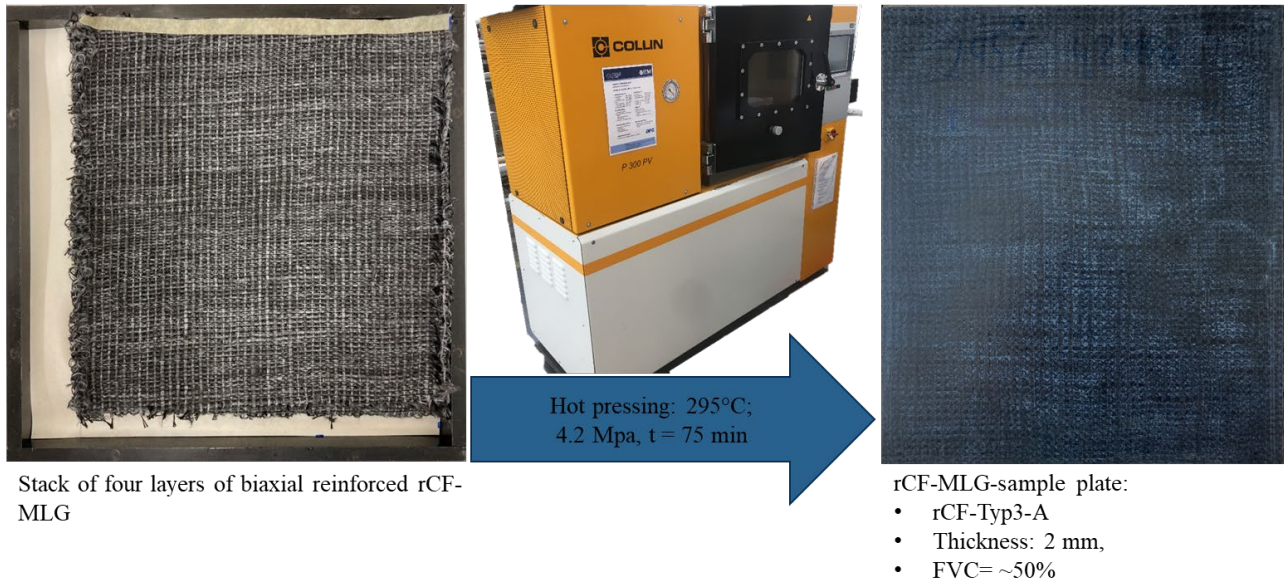 COLLIN
P 300 PV
Hot pressing: 295°C;
4.2 Mpa, t = 75 min
Stack of four layers of biaxial reinforced rCF-
MLG
rCF-MLG-sample plate:
• rCF-Typ3-A
• Thickness: 2 mm,
• FVC= ~50%